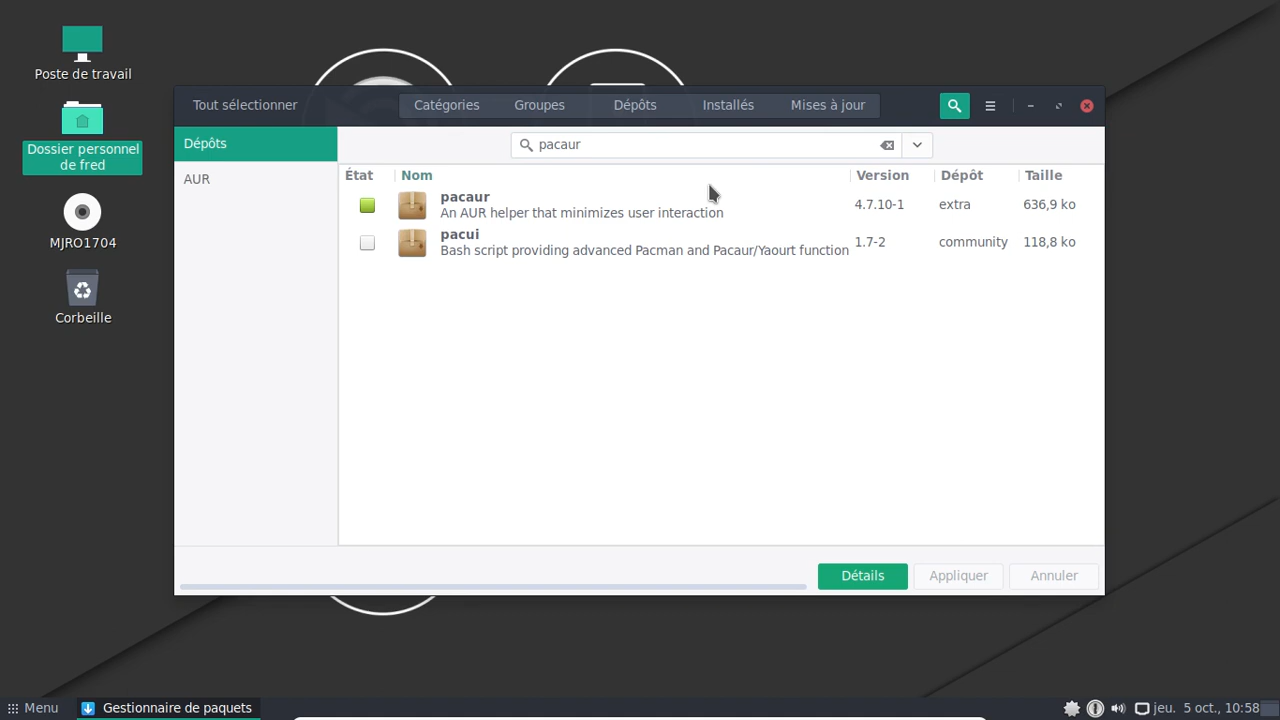 Poste de travail
Dossier personnel
de fred
MJRO1704
Corbeille
Tout sélectionner
Catégories
Groupes
Dépôts
Installés
Mises à jour
Dépôts
AUR
pacaur
État
Nom
Version
Dépôt
Taille
pacaur
An AUR helper that minimizes user interaction
4.7.10-1
extra
636,9 ko
pacui
Bash script providing advanced Pacman and Pacaur/Yaourt function
1.7-2
community
118,8 ko
Détails
Appliquer
Annuler
Menu
Gestionnaire de paquets
jeu. 5 oct., 10:58